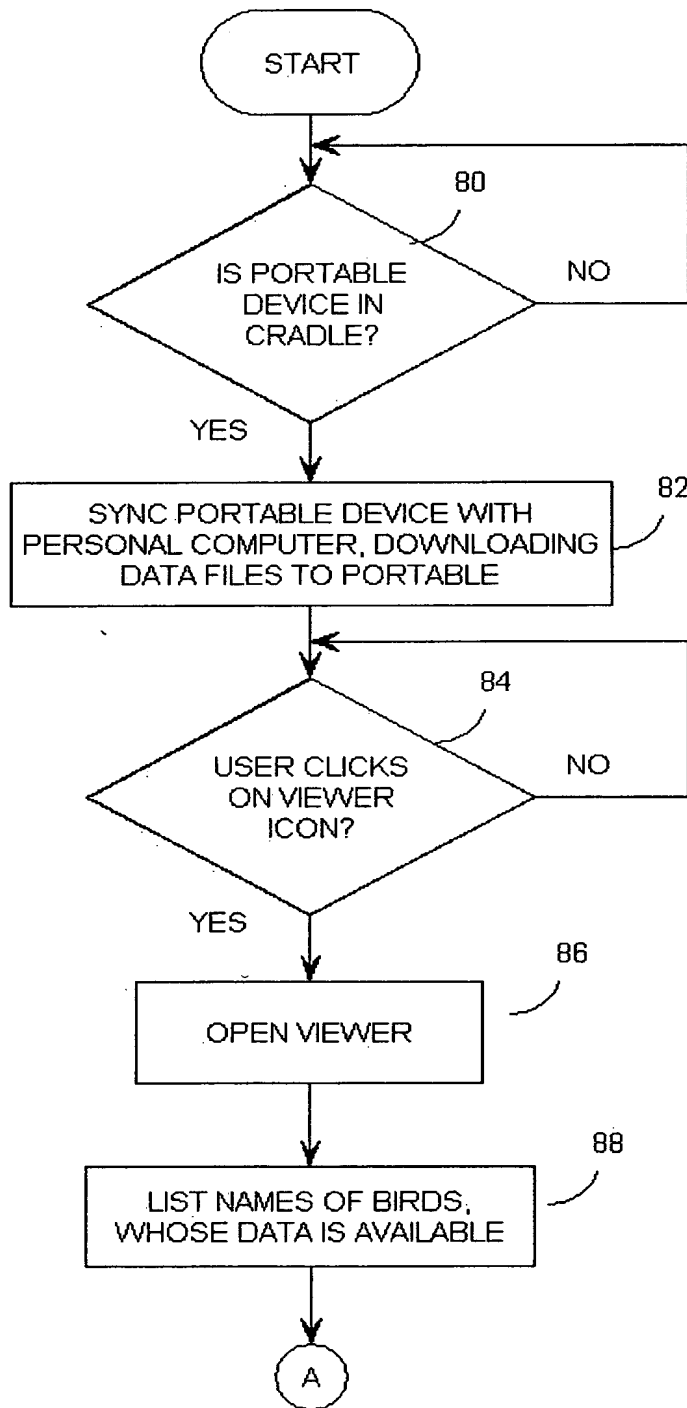 START
80
IS PORTABLE
DEVICE IN
CRADLE?
NO
YES
82
SYNC PORTABLE DEVICE WITH
PERSONAL COMPUTER, DOWNLOADING
DATA FILES TO PORTABLE
84
USER CLICKS
ON VIEWER
ICON?
NO
YES
86
OPEN VIEWER
88
LIST NAMES OF BIRDS,
WHOSE DATA IS AVAILABLE
A